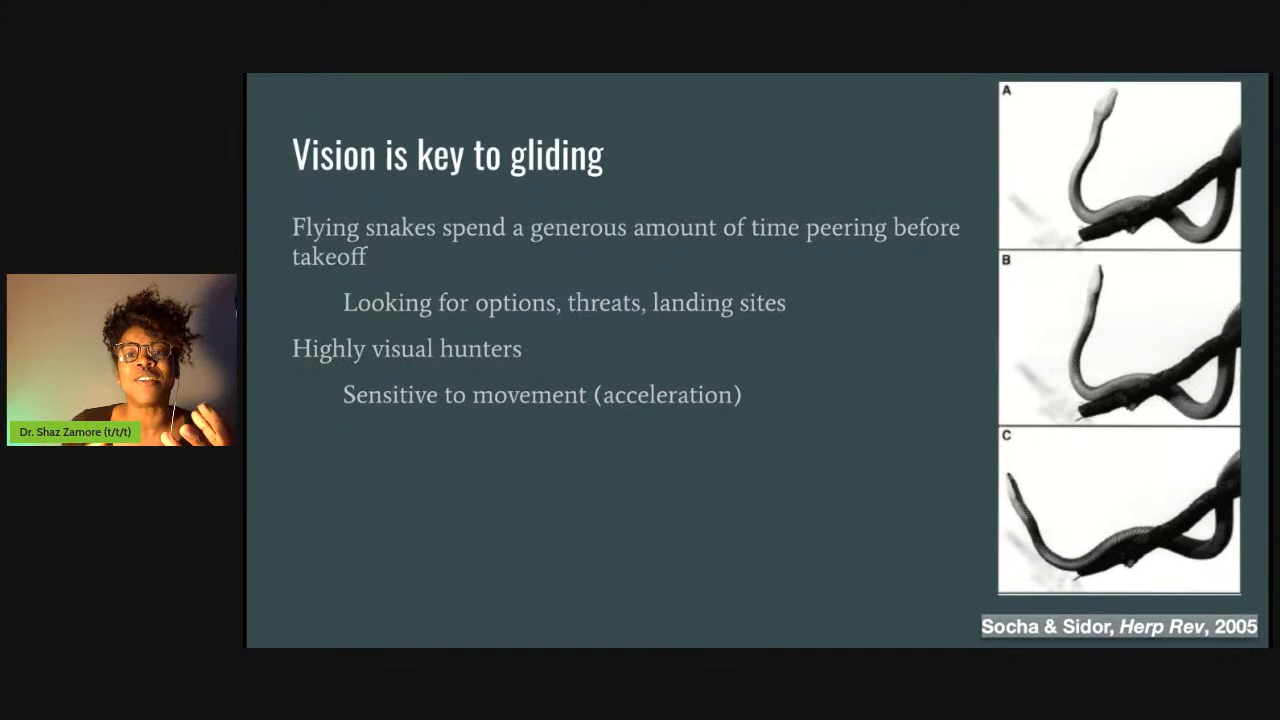 Vision is key to gliding
Flying snakes spend a generous amount of time peering before
takeoff
Looking for options, threats, landing sites
Highly visual hunters
Sensitive to movement (acceleration)
A
B
C
Socha & Sidor, Herp Rev, 2005
Dr. Shaz Zamore (t/t/t)